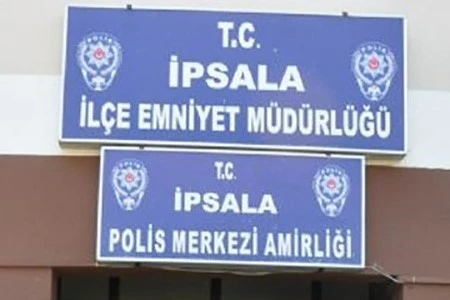 T.C.
İPSALA
İLÇE EMNİYET MÜDÜRLÜĞÜ
T.C.
İPSALA
POLİS MERKEZİ AMİRLİĞİ